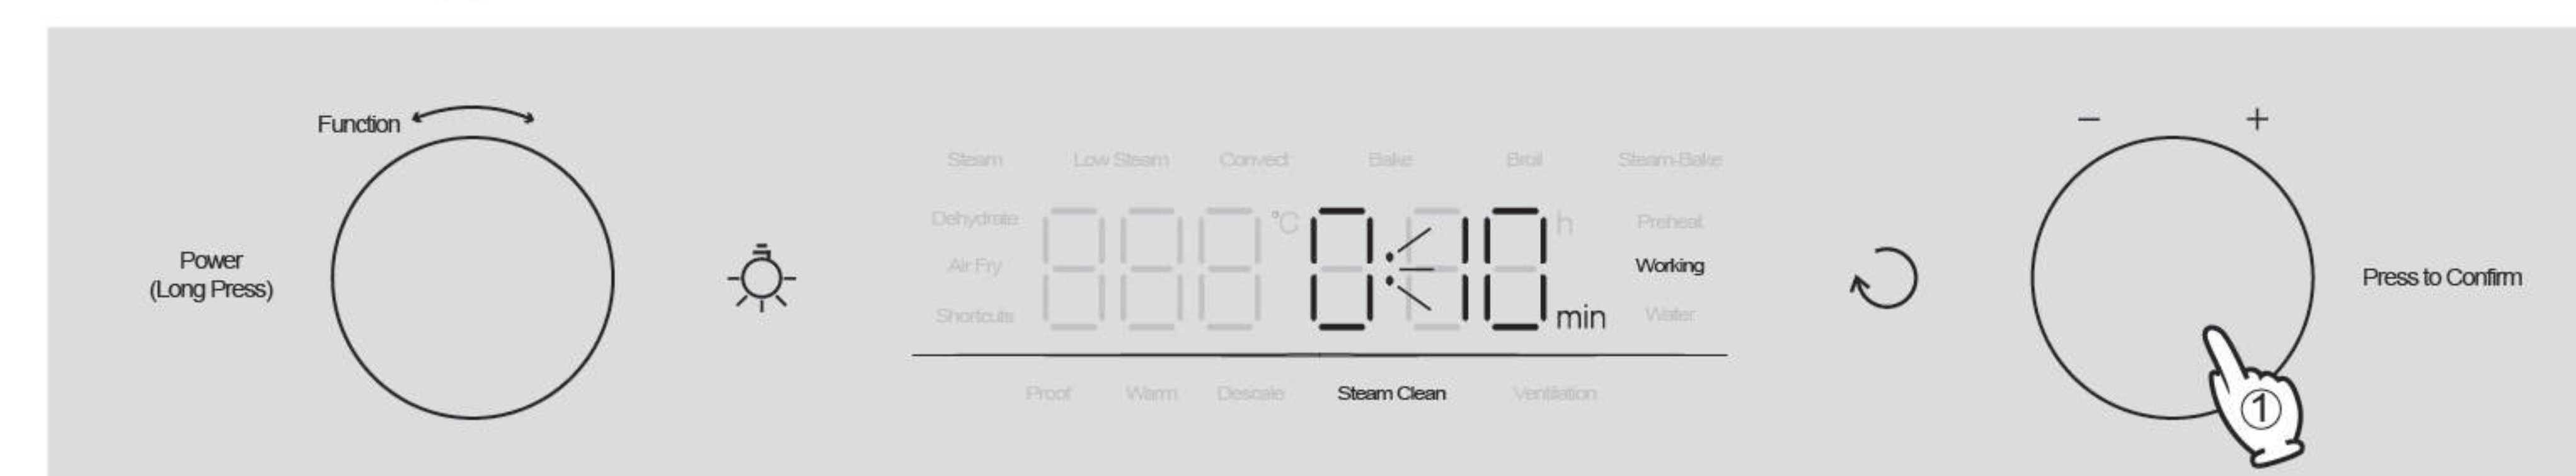 Function
− +
Steam Low Steam Convect Bake Broil Steam-Bake
Dehydrate °C 0:10 h Preheat
Power
(Long Press)
Air Fry Working
Press to Confirm
Shortcuts min Water
Proof Warm Descale Steam Clean Ventilation
1